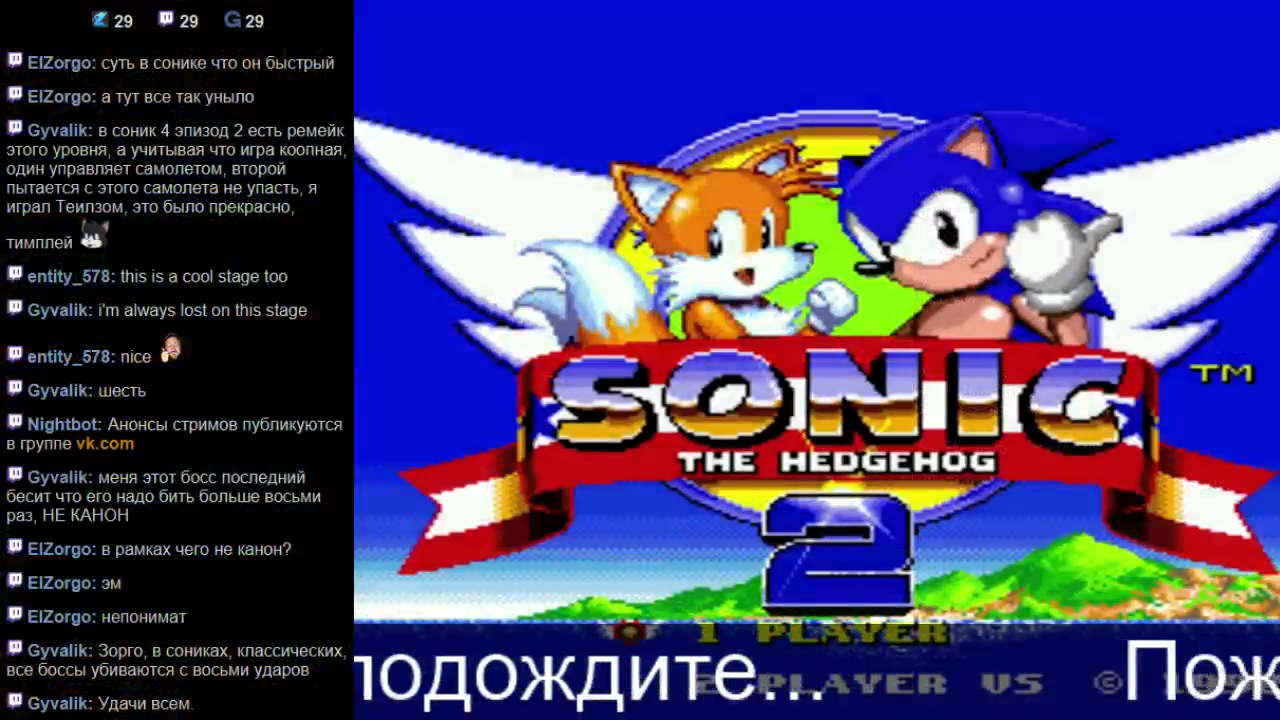 29 29 29
ElZorgo: суть в сонике что он быстрый
ElZorgo: а тут все так уныло
Gyvalik: в соник 4 эпизод 2 есть ремейк
этого уровня, а учитывая что игра коопная,
один управляет самолетом, второй
пытается с этого самолета не упасть, я
играл Теилзом, это было прекрасно,
тимплей
entity_578: this is a cool stage too
Gyvalik: i'm always lost on this stage
entity_578: nice
Gyvalik: шесть
Nightbot: Анонсы стримов публикуются
в группе vk.com
Gyvalik: меня этот босс последний
бесит что его надо бить больше восьми
раз, НЕ КАНОН
ElZorgo: в рамках чего не канон?
ElZorgo: эм
ElZorgo: непонимат
Gyvalik: Зорго, в сониках, классических,
все боссы убиваются с восьми ударов
Gyvalik: Удачи всем.
SONIC TM
THE HEDGEHOG
2
1 PLAYER
2 PLAYER VS ©
подождите... Пож